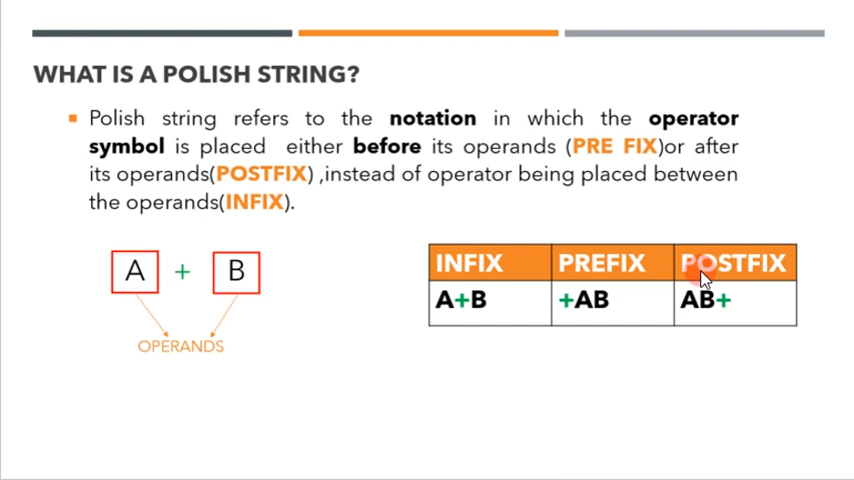 WHAT IS A POLISH STRING?
Polish string refers to the notation in which the operator
symbol is placed either before its operands (PRE FIX)or after
its operands(POSTFIX) ,instead of operator being placed between
the operands(INFIX).
A + B
OPERANDS
INFIX PREFIX POSTFIX
A+B +AB AB+